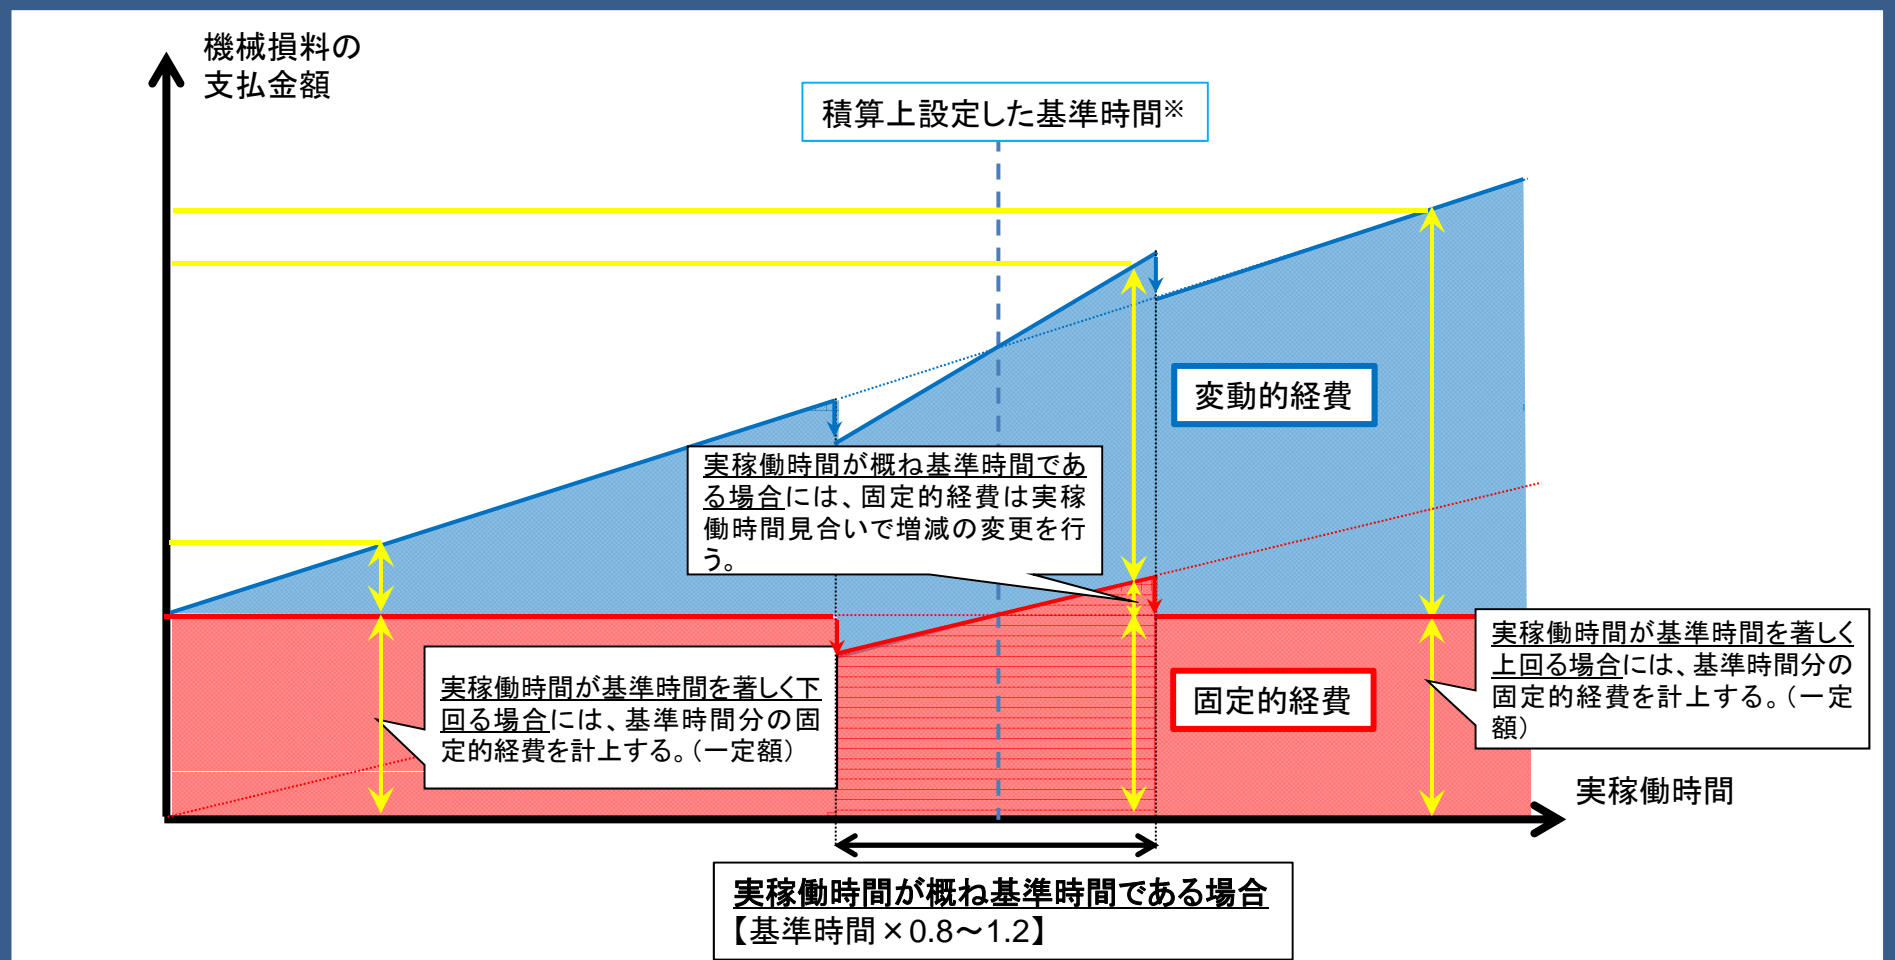 機械損料の
支払金額
積算上設定した基準時間※
変動的経費
実稼働時間が概ね基準時間であ
る場合には、固定的経費は実稼
働時間見合いで増減の変更を行
う。
実稼働時間が基準時間を著しく下
回る場合には、基準時間分の固
定的経費を計上する。（一定額）
固定的経費
実稼働時間が基準時間を著しく
上回る場合には、基準時間分の
固定的経費を計上する。（一定
額）
実稼働時間
実稼働時間が概ね基準時間である場合
【基準時間×0.8～1.2】